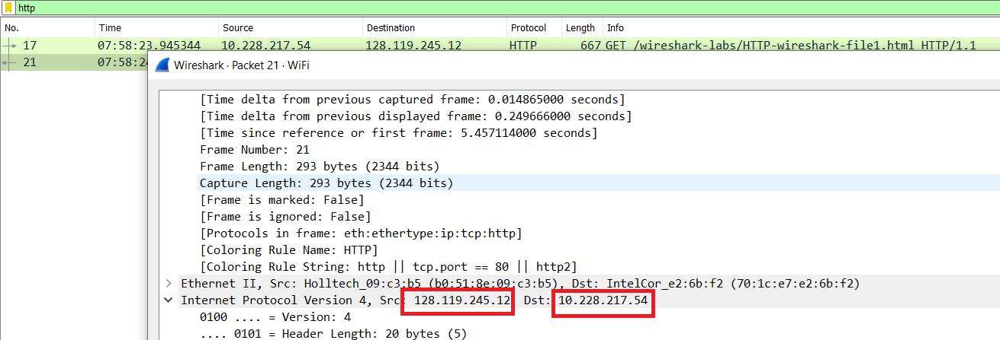 http
No. Time Source Destination Protocol Length Info
17 07:58:23.945344 10.228.217.54 128.119.245.12 HTTP 667 GET /wireshark-labs/HTTP-wireshark-file1.html HTTP/1.1
21 07:58:24
Wireshark · Packet 21 · WiFi
[Time delta from previous captured frame: 0.014865000 seconds]
[Time delta from previous displayed frame: 0.249666000 seconds]
[Time since reference or first frame: 5.457114000 seconds]
Frame Number: 21
Frame Length: 293 bytes (2344 bits)
Capture Length: 293 bytes (2344 bits)
[Frame is marked: False]
[Frame is ignored: False]
[Protocols in frame: eth:ethertype:ip:tcp:http]
[Coloring Rule Name: HTTP]
[Coloring Rule String: http || tcp.port == 80 || http2]
Ethernet II, Src: Holltech_09:c3:b5 (b0:51:8e:09:c3:b5), Dst: IntelCor_e2:6b:f2 (70:1c:e7:e2:6b:f2)
Internet Protocol Version 4, Src: 128.119.245.12 Dst: 10.228.217.54
0100 .... = Version: 4
.... 0101 = Header Length: 20 bytes (5)